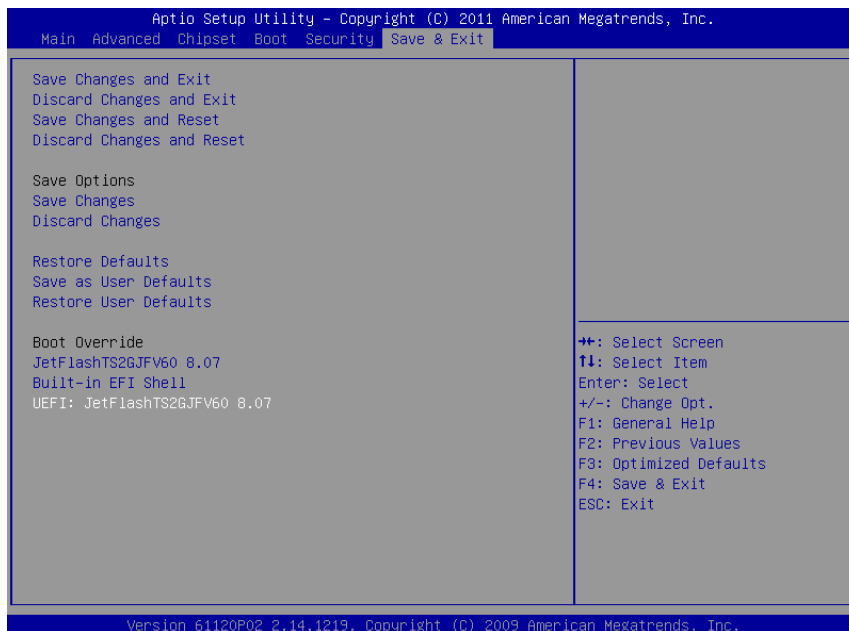 Aptio Setup Utility – Copyright (C) 2011 American Megatrends, Inc.
Main Advanced Chipset Boot Security Save & Exit
Save Changes and Exit
Discard Changes and Exit
Save Changes and Reset
Discard Changes and Reset
Save Options
Save Changes
Discard Changes
Restore Defaults
Save as User Defaults
Restore User Defaults
Boot Override
JetFlashTS2GJFV60 8.07
Built-in EFI Shell
UEFI: JetFlashTS2GJFV60 8.07
→←: Select Screen
↑↓: Select Item
Enter: Select
+/-: Change Opt.
F1: General Help
F2: Previous Values
F3: Optimized Defaults
F4: Save & Exit
ESC: Exit
Version 61120P02 2.14.1219. Copyright (C) 2009 American Megatrends, Inc.